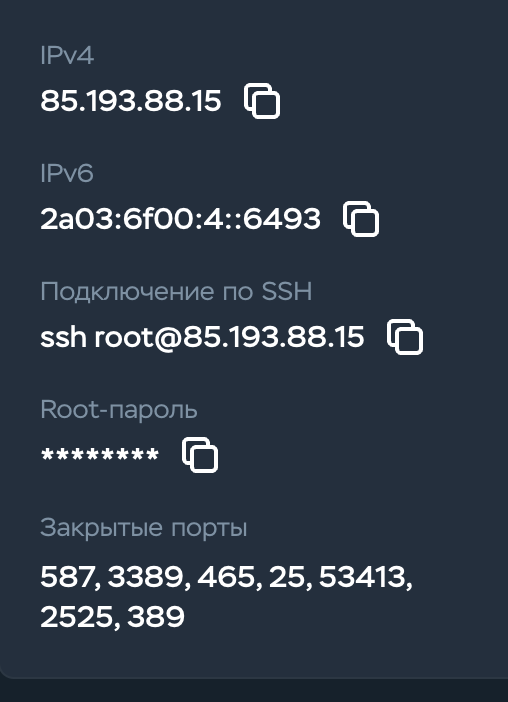 IPv4
85.193.88.15
IPv6
2a03:6f00:4::6493
Подключение по SSH
ssh root@85.193.88.15
Root-пароль
********
Закрытые порты
587, 3389, 465, 25, 53413,
2525, 389